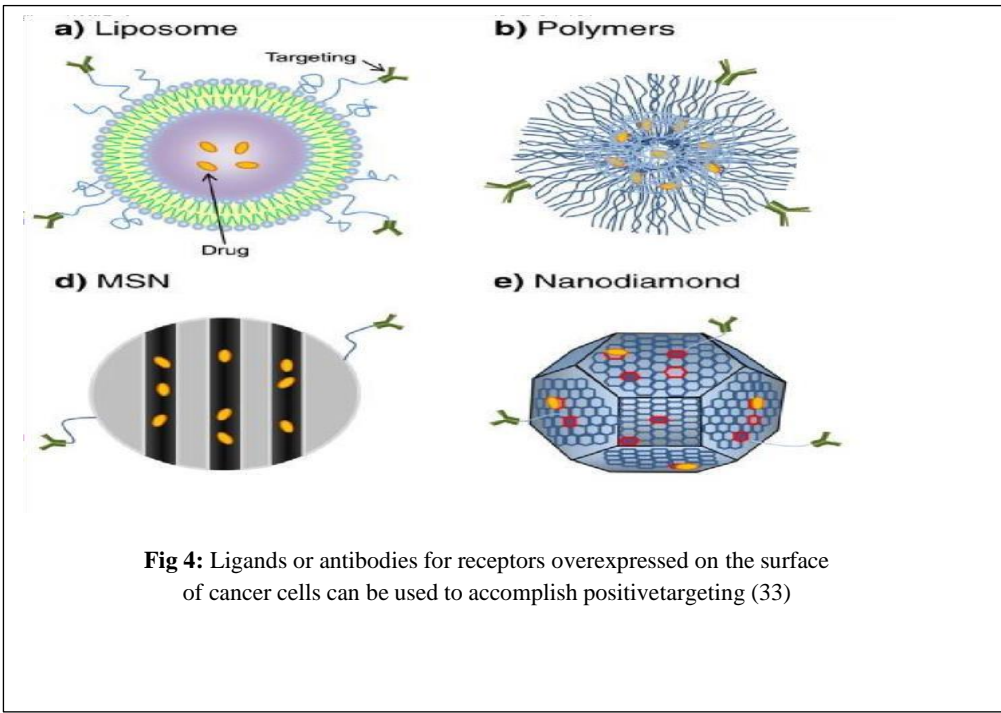 a) Liposome
b) Polymers
Targeting
Drug
d) MSN
e) Nanodiamond
Fig 4: Ligands or antibodies for receptors overexpressed on the surface
of cancer cells can be used to accomplish positivetargeting (33)